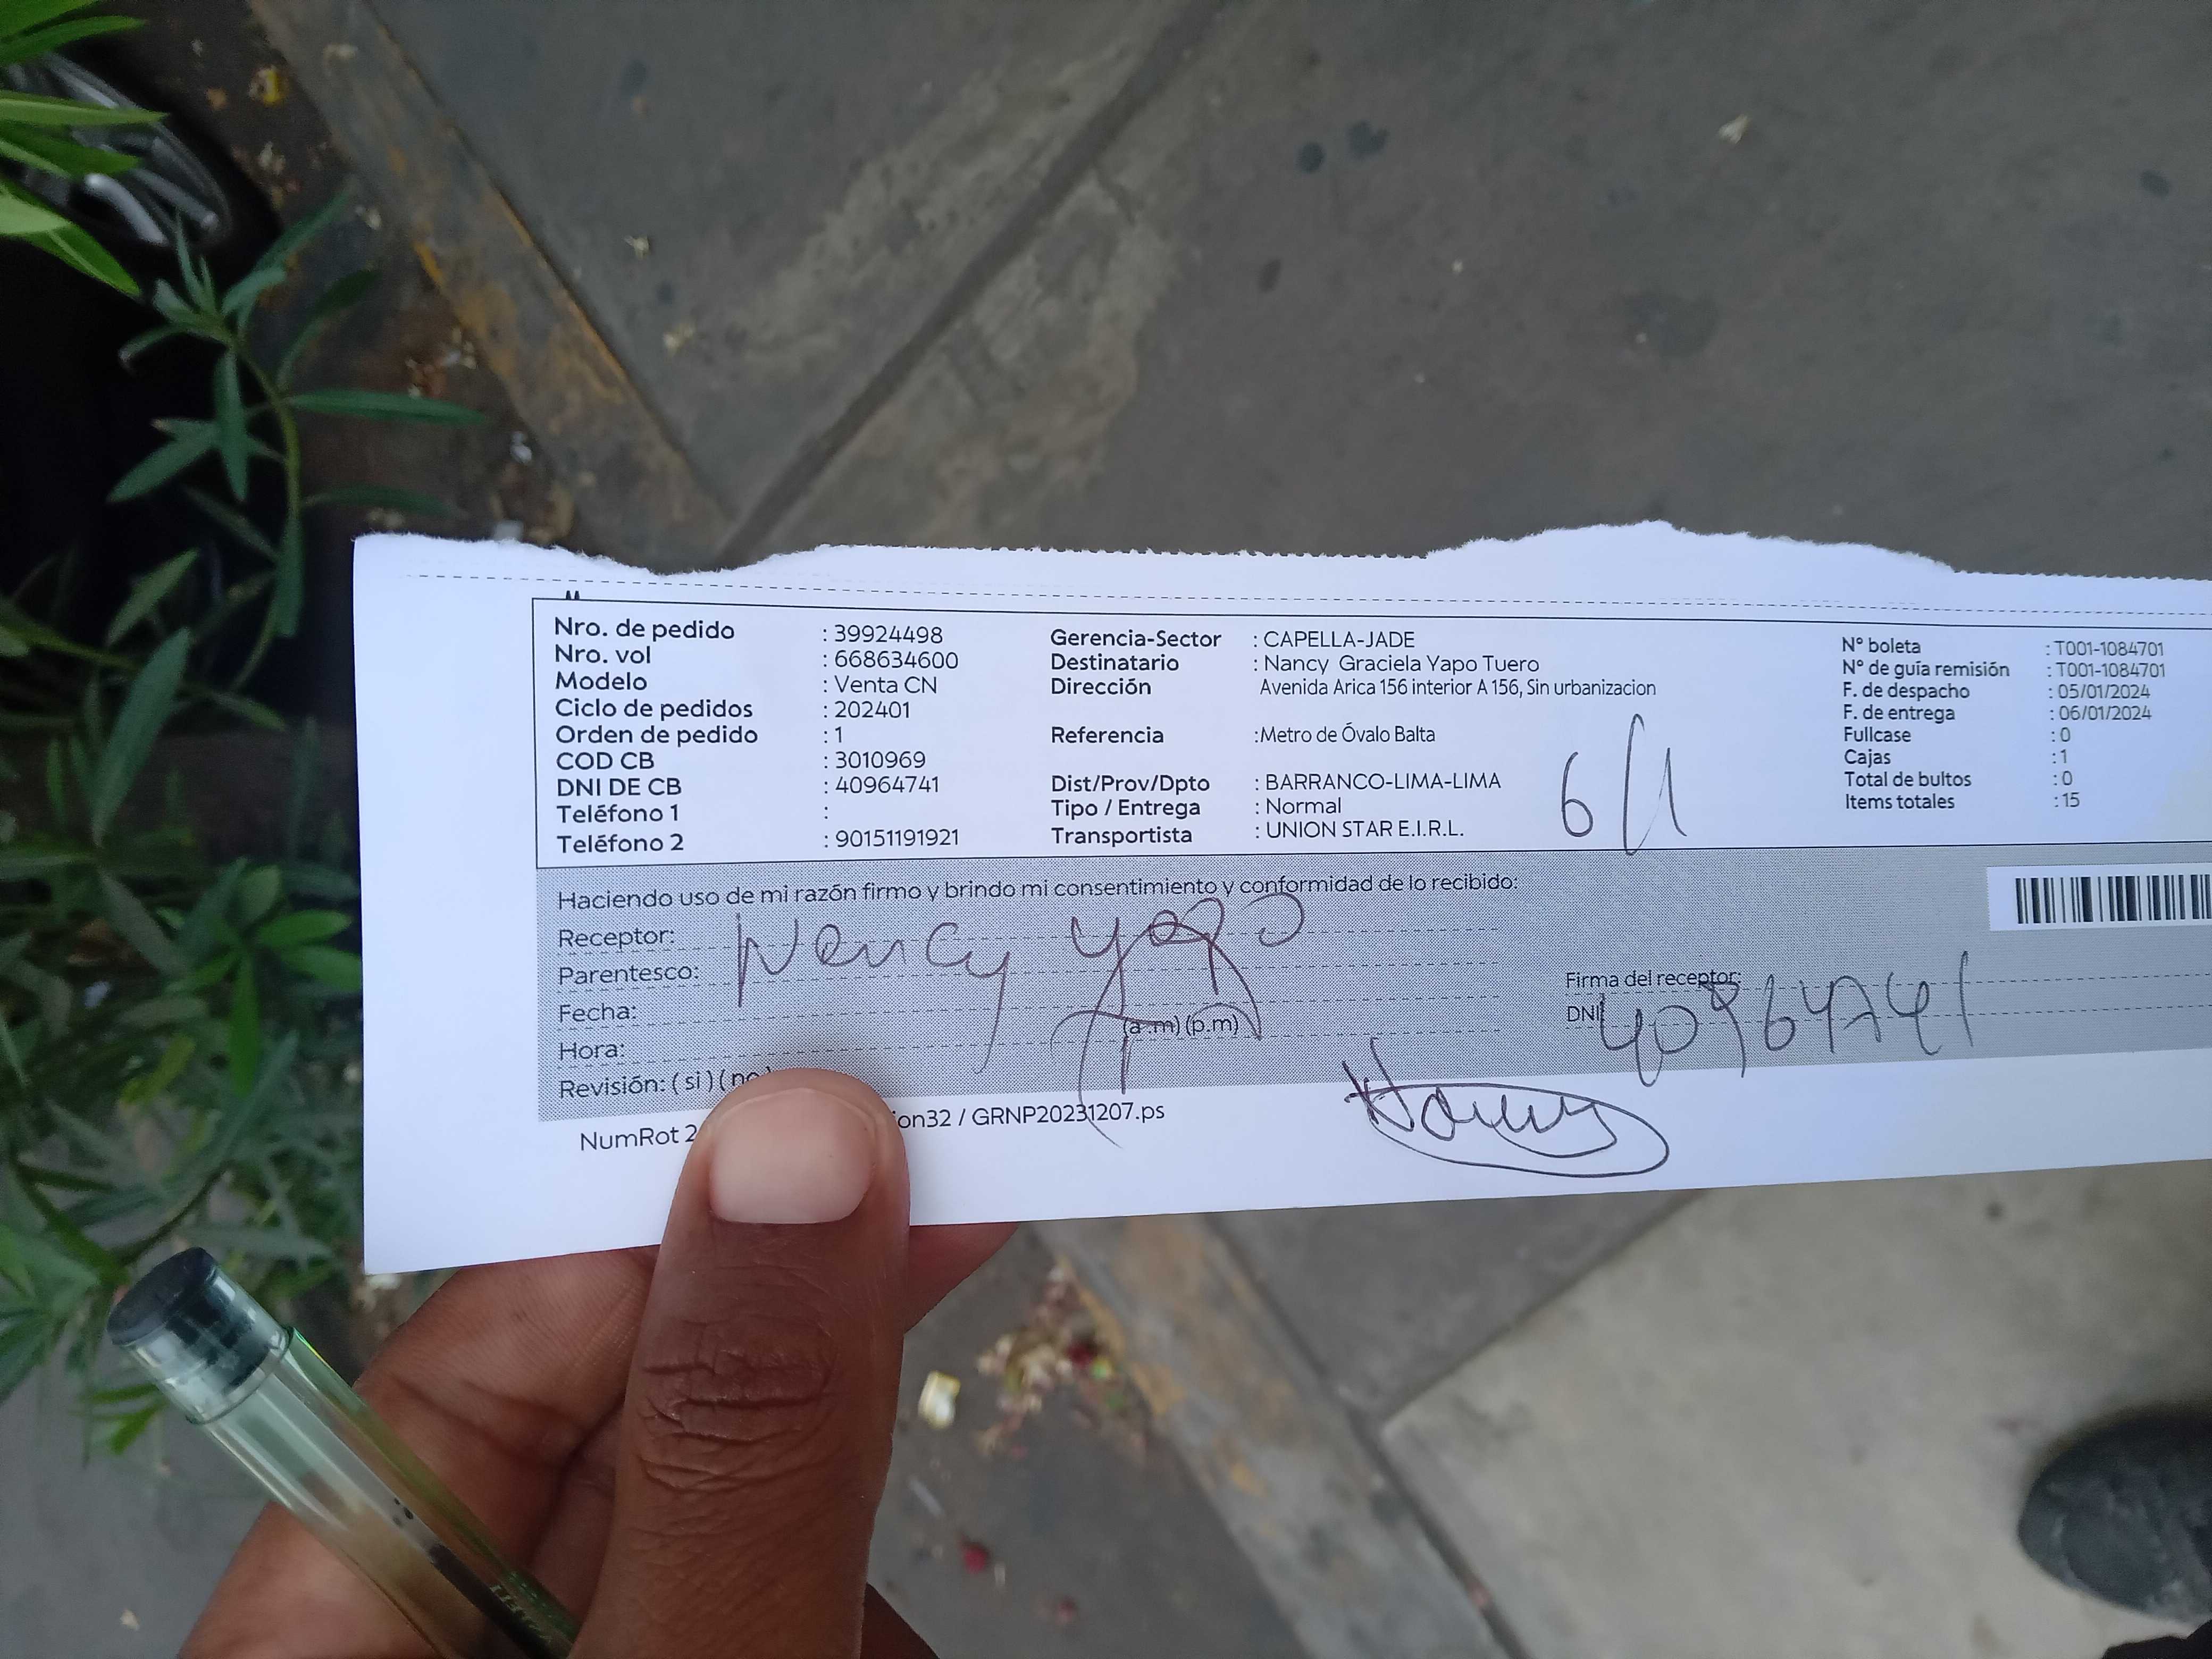 Nro. de pedido : 39924498
Nro. vol : 668634600
Modelo : Venta CN
Ciclo de pedidos : 202401
Orden de pedido : 1
COD CB : 3010969
DNI DE CB : 40964741
Teléfono 1 :
Teléfono 2 : 90151191921
Gerencia-Sector : CAPELLA-JADE
Destinatario : Nancy Graciela Yapo Tuero
Dirección Avenida Arica 156 interior A 156, Sin urbanizacion
Referencia :Metro de Óvalo Balta
Dist/Prov/Dpto : BARRANCO-LIMA-LIMA
Tipo / Entrega : Normal
Transportista : UNION STAR E.I.R.L.
6/1
N° boleta : T001-1084701
N° de guía remisión : T001-1084701
F. de despacho : 05/01/2024
F. de entrega : 06/01/2024
Fullcase : 0
Cajas : 1
Total de bultos : 0
Items totales : 15
Haciendo uso de mi razón firmo y brindo mi consentimiento y conformidad de lo recibido:
Receptor: Nancy Yapo
Parentesco:
Fecha:
Hora: (a.m) (p.m)
Revisión: ( si ) ( no )
Firma del receptor:
DNI: 40964741
Nancy
NumRot 2 ion32 / GRNP20231207.ps